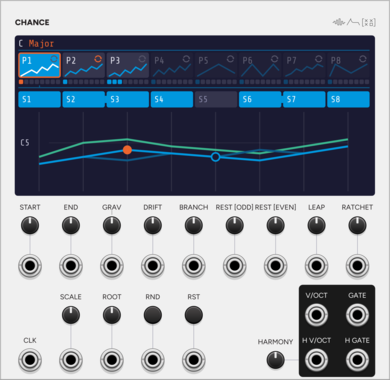 CHANCE
C Major
P1 P2 P3 P4 P5 P6 P7 P8
S1 S2 S3 S4 S5 S6 S7 S8
C5
START END GRAV DRIFT BRANCH REST [ODD] REST [EVEN] LEAP RATCHET
SCALE ROOT RND RST
V/OCT GATE
CLK HARMONY H V/OCT H GATE